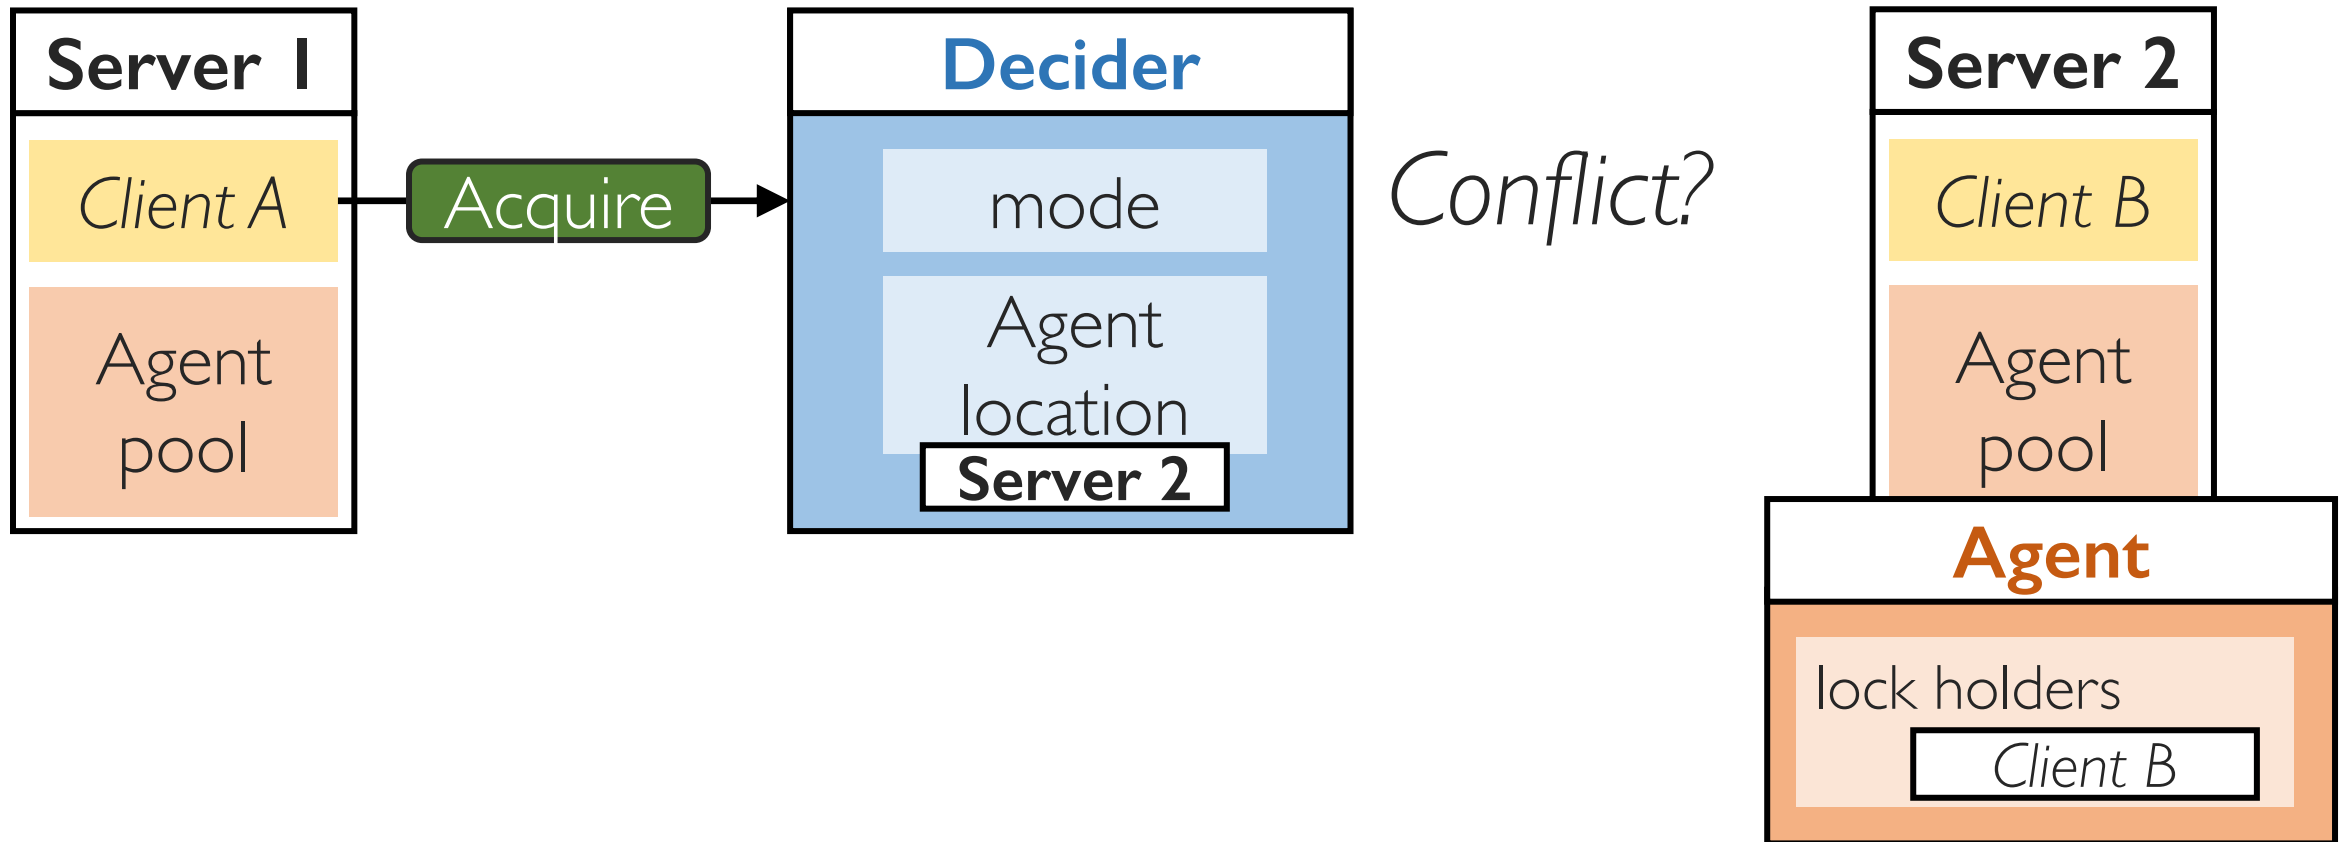 Server 1
Client A
Agent
pool
Acquire
Decider
mode
Agent
location
Server 2
Conflict?
Server 2
Client B
Agent
pool
Agent
lock holders
Client B